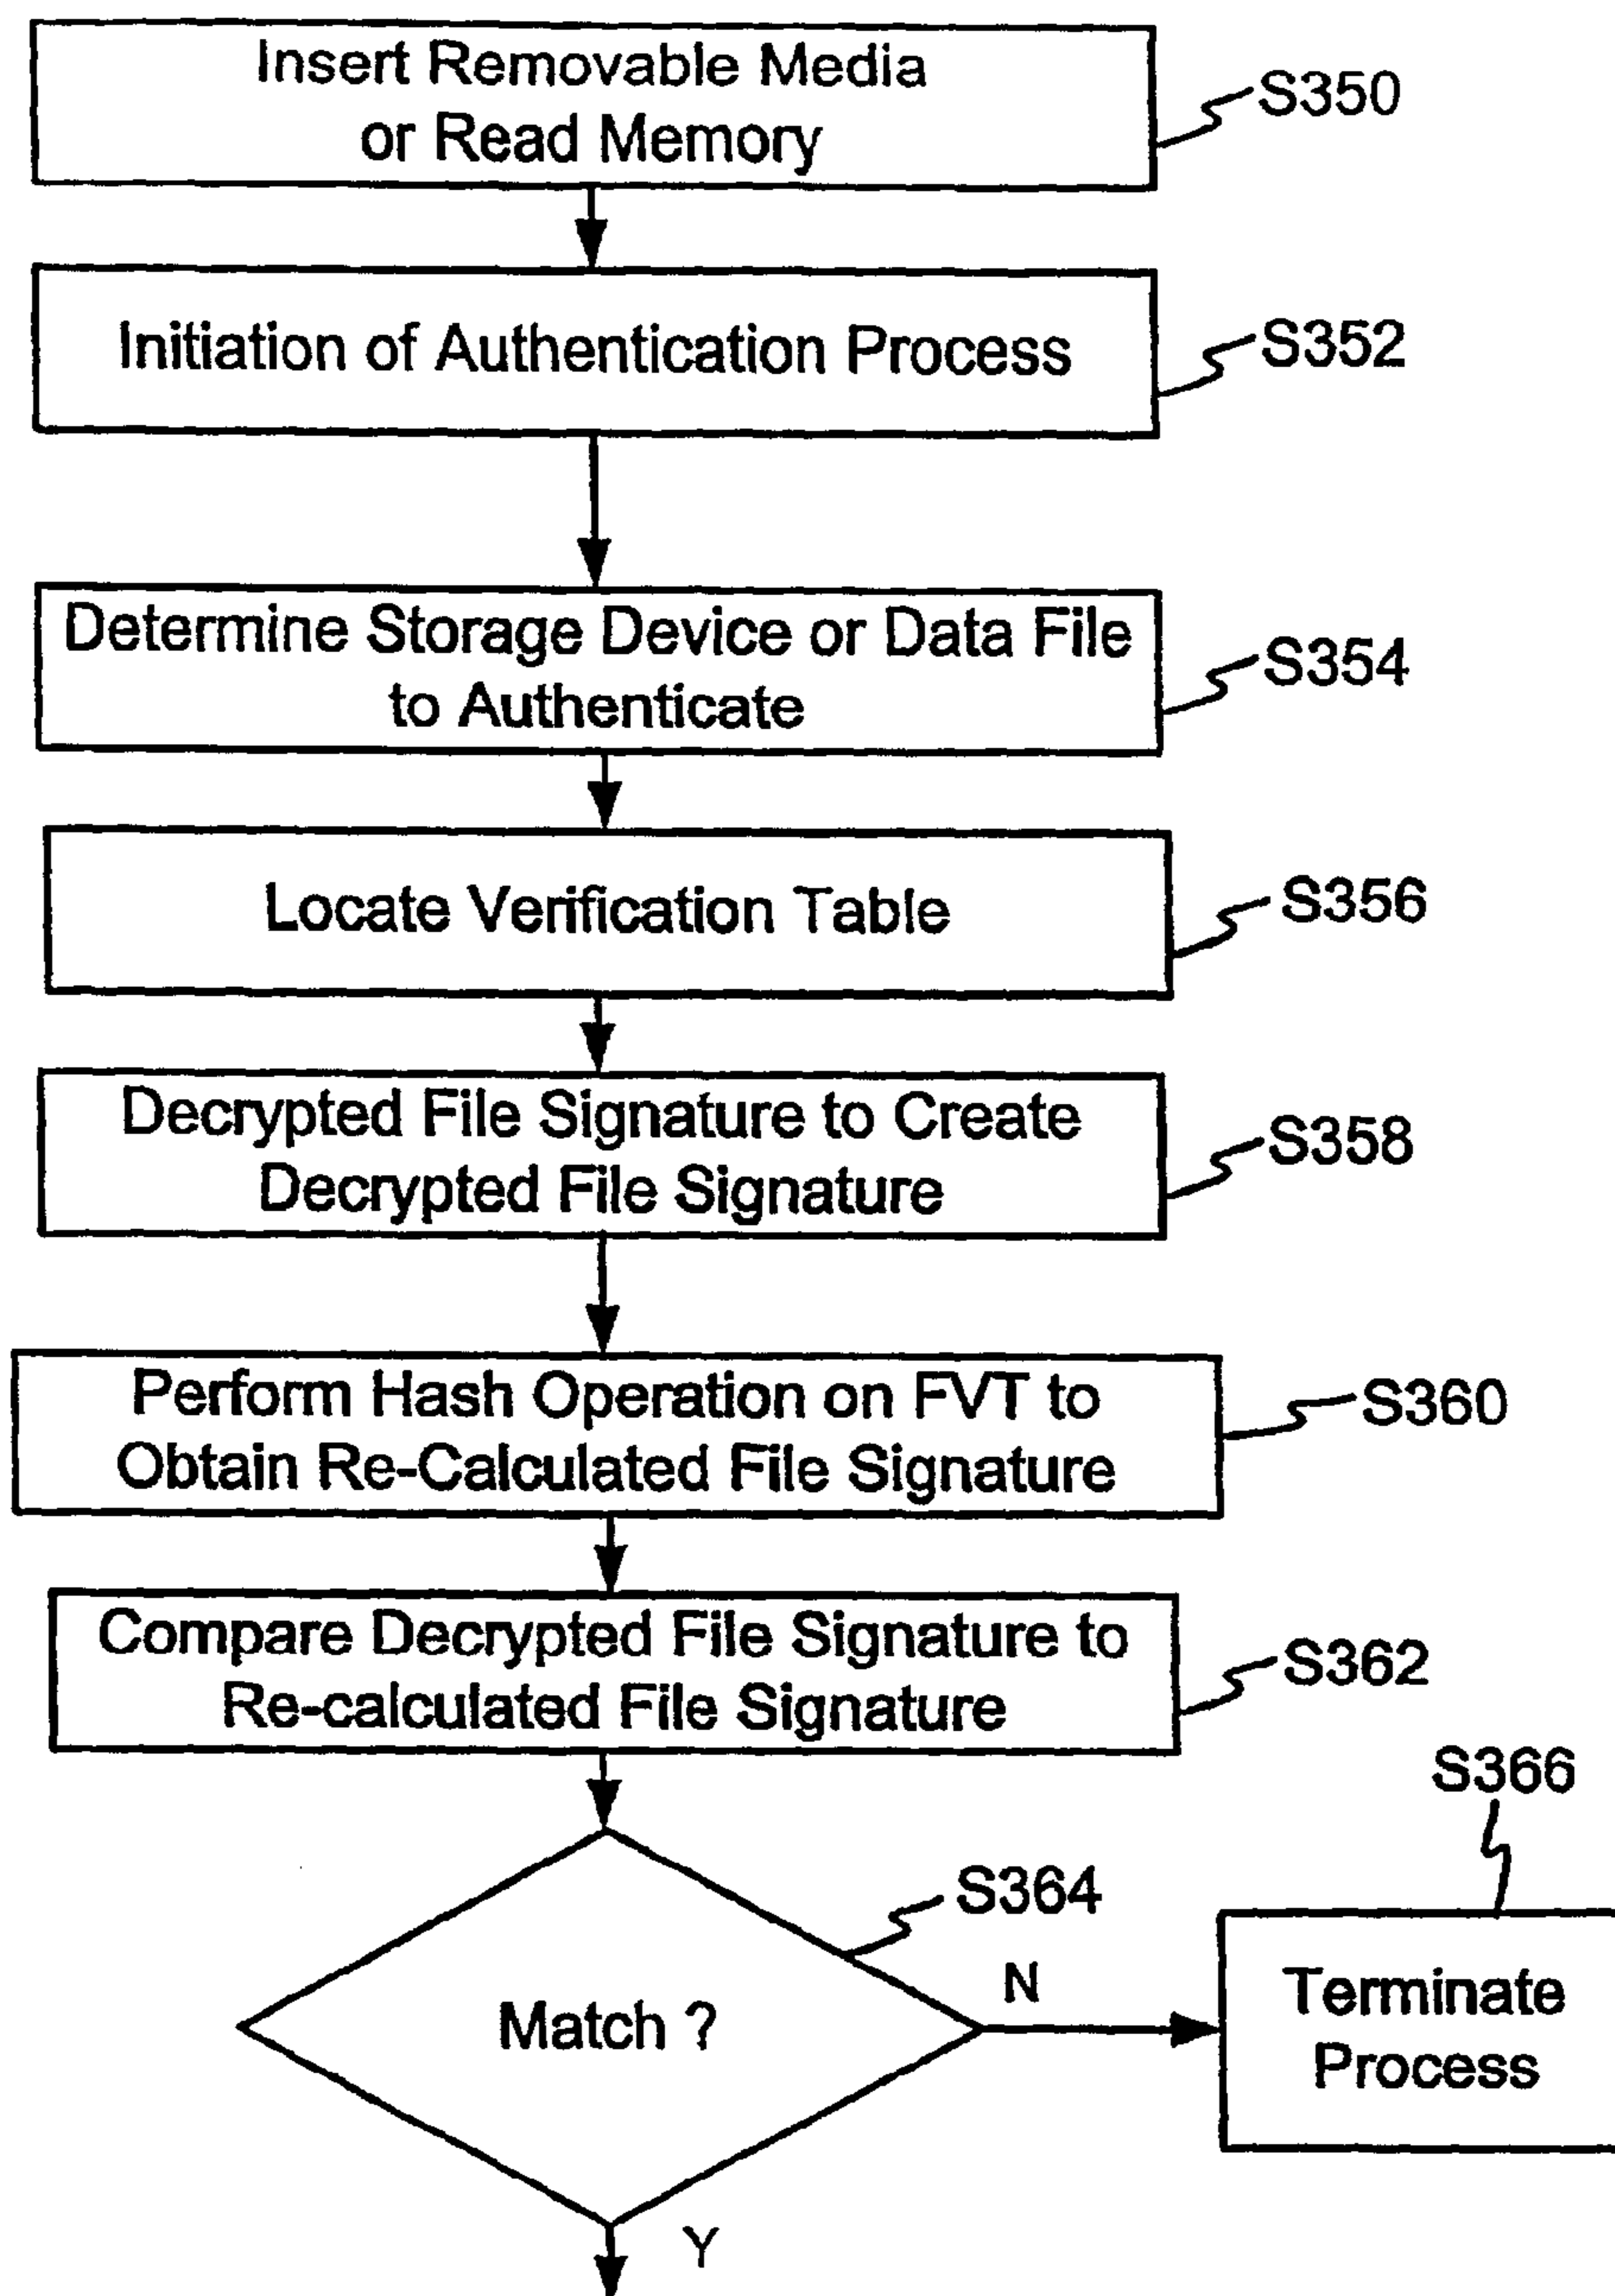 Insert Removable Media
or Read Memory
S350
Initiation of Authentication Process
S352
Determine Storage Device or Data File
to Authenticate
S354
Locate Verification Table
S356
Decrypted File Signature to Create
Decrypted File Signature
S358
Perform Hash Operation on FVT to
Obtain Re-Calculated File Signature
S360
Compare Decrypted File Signature to
Re-calculated File Signature
S362
S366
S364
Match ?
N
Terminate
Process
Y